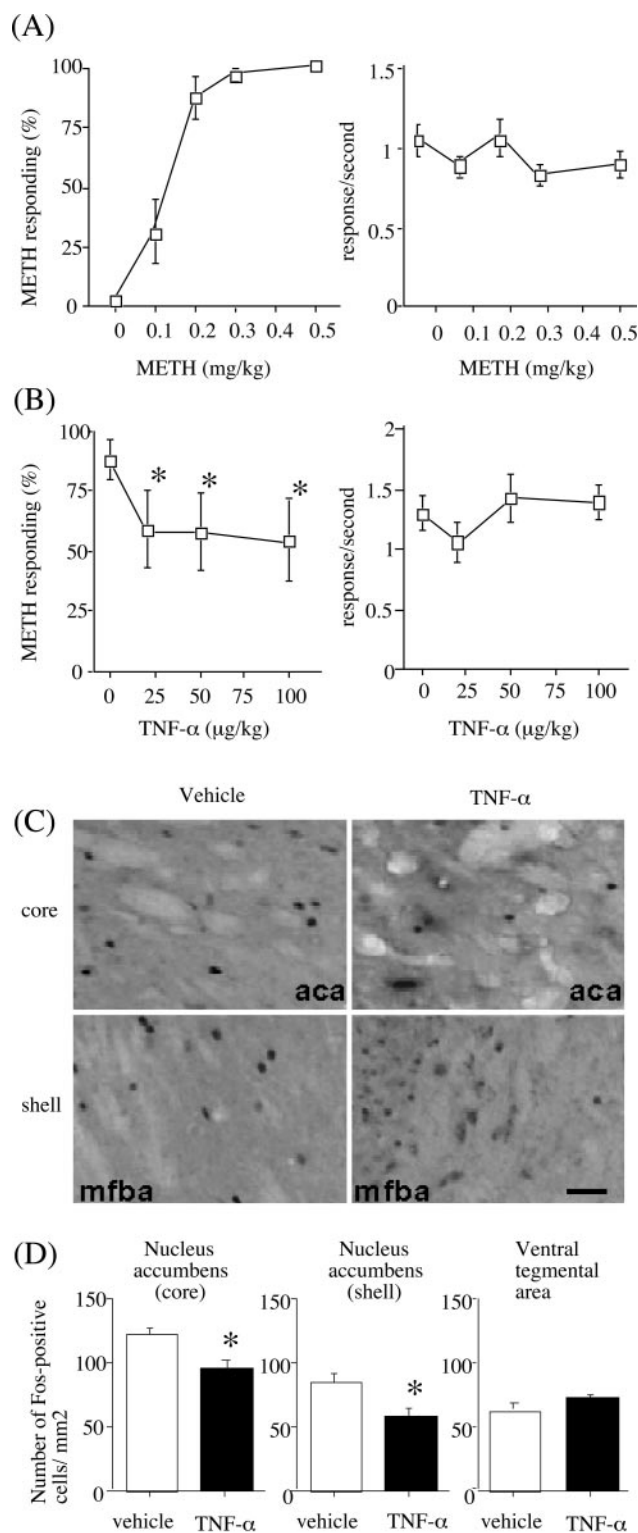 (A)
100
75
50
25
0
METH responding (%)
0 0.1 0.2 0.3 0.4 0.5
METH (mg/kg)
1.5
1
0.5
0
response/second
0 0.1 0.2 0.3 0.4 0.5
METH (mg/kg)
(B)
100
75
50
25
0
METH responding (%)
* * *
0 25 50 75 100
TNF-α (μg/kg)
2
1.5
1
0.5
0
response/second
0 25 50 75 100
TNF-α (μg/kg)
(C)
Vehicle TNF-α
core
aca aca
shell
mfba mfba
(D)
Nucleus
accumbens
(core)
Nucleus
accumbens
(shell)
Ventral
tegmental
area
Number of Fos-positive
cells/ mm2
150
100
50
0
*
vehicle TNF-α
150
100
50
0
*
vehicle TNF-α
150
100
50
0
vehicle TNF-α